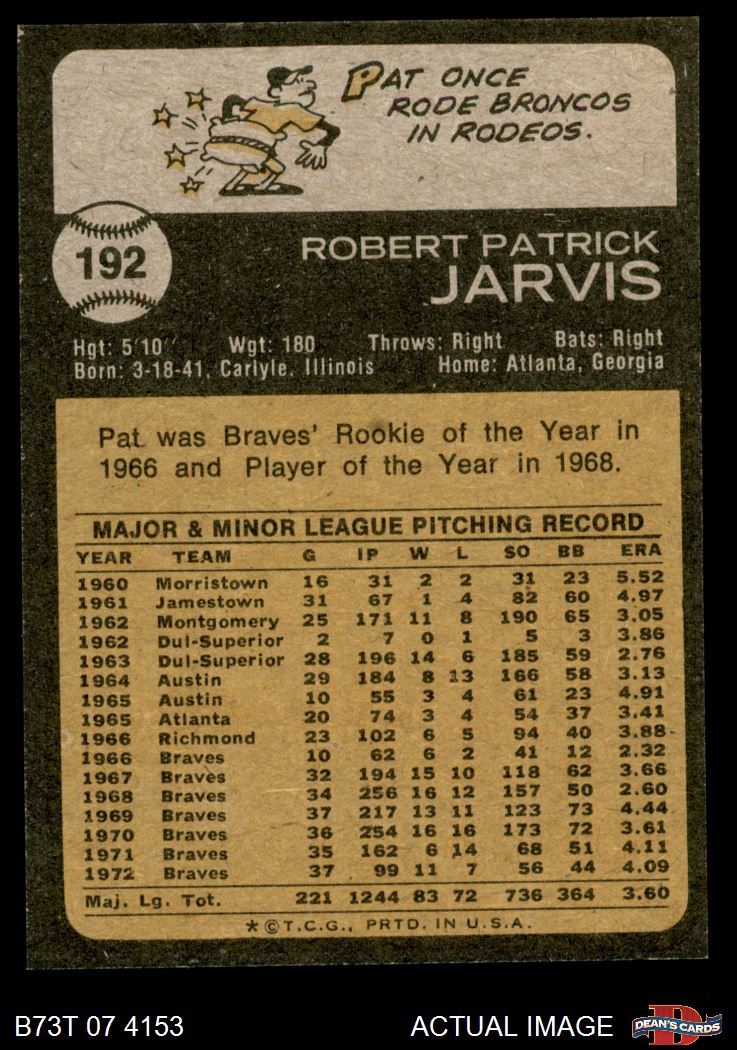 PAT ONCE
RODE BRONCOS
IN RODEOS.
192
ROBERT PATRICK
JARVIS
Hgt: 5'10" Wgt: 180 Throws: Right Bats: Right
Born: 3-18-41, Carlyle, Illinois Home: Atlanta, Georgia
Pat was Braves' Rookie of the Year in
1966 and Player of the Year in 1968.
MAJOR & MINOR LEAGUE PITCHING RECORD
YEAR TEAM G IP W L SO BB ERA
1960 Morristown 16 31 2 2 31 23 5.52
1961 Jamestown 31 67 1 4 82 60 4.97
1962 Montgomery 25 171 11 8 190 65 3.05
1962 Dul-Superior 2 7 0 1 5 3 3.86
1963 Dul-Superior 28 196 14 6 185 59 2.76
1964 Austin 29 184 8 13 166 58 3.13
1965 Austin 10 55 3 4 61 23 4.91
1965 Atlanta 20 74 3 4 54 37 3.41
1966 Richmond 23 102 6 5 94 40 3.88
1966 Braves 10 62 6 2 41 12 2.32
1967 Braves 32 194 15 10 118 62 3.66
1968 Braves 34 256 16 12 157 50 2.60
1969 Braves 37 217 13 11 123 73 4.44
1970 Braves 36 254 16 16 173 72 3.61
1971 Braves 35 162 6 14 68 51 4.11
1972 Braves 37 99 11 7 56 44 4.09
Maj. Lg. Tot. 221 1244 83 72 736 364 3.60
*©T.C.G., PRTD. IN U.S.A.
B73T 07 4153 ACTUAL IMAGE DEAN'S CARDS